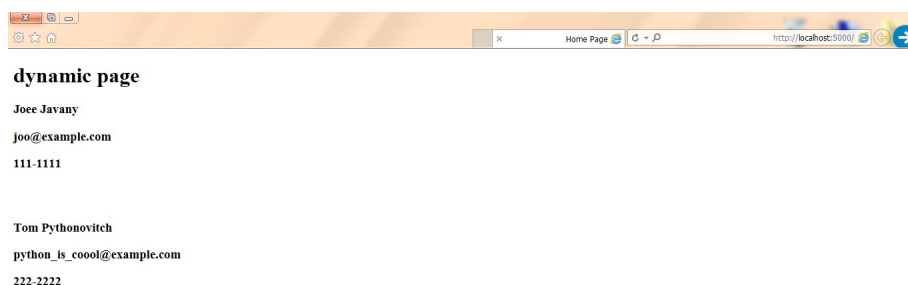 Home Page
http://localhost:5000/
dynamic page
Joee Javany
joo@example.com
111-1111
Tom Pythonovitch
python_is_coool@example.com
222-2222